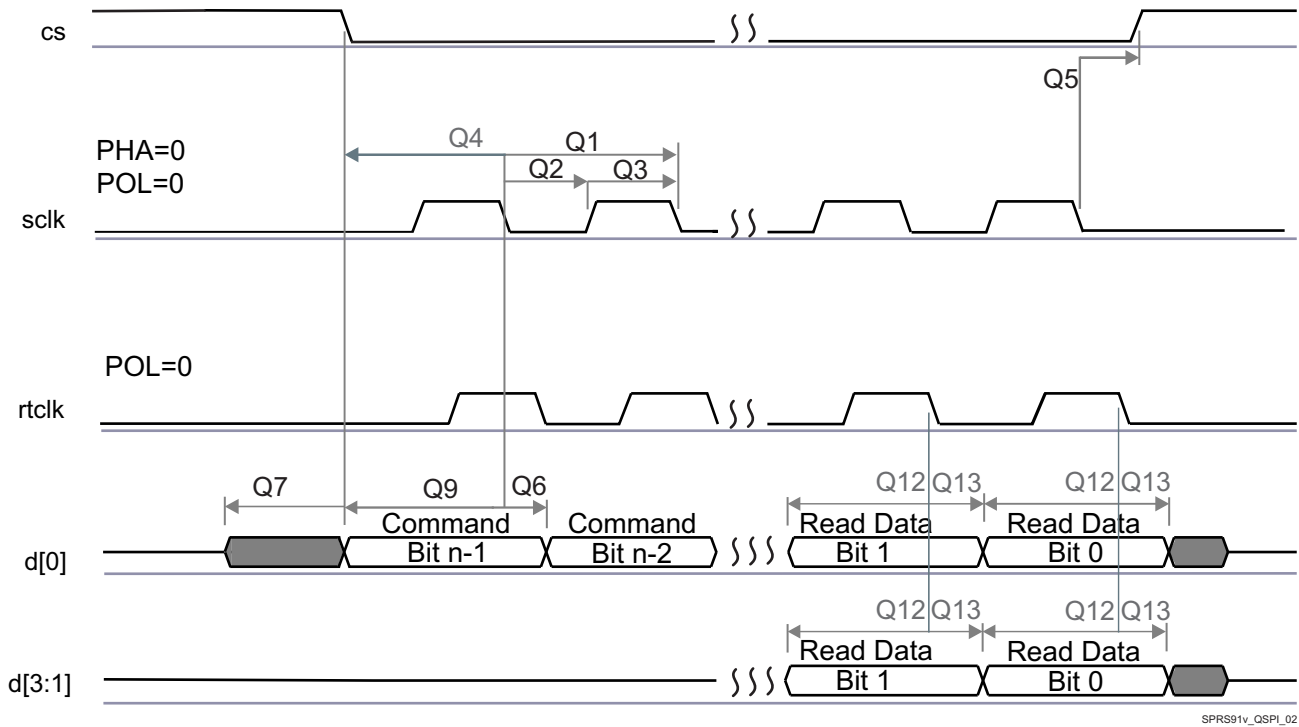 cs
Q5
PHA=0
POL=0
Q4 Q1
Q2 Q3
sclk
POL=0
rtclk
Q7 Q9 Q6 Q12 Q13 Q12 Q13
Command Command Read Data Read Data
d[0] Bit n-1 Bit n-2 Bit 1 Bit 0
Q12 Q13 Q12 Q13
Read Data Read Data
d[3:1] Bit 1 Bit 0
SPRS91v_QSPI_02